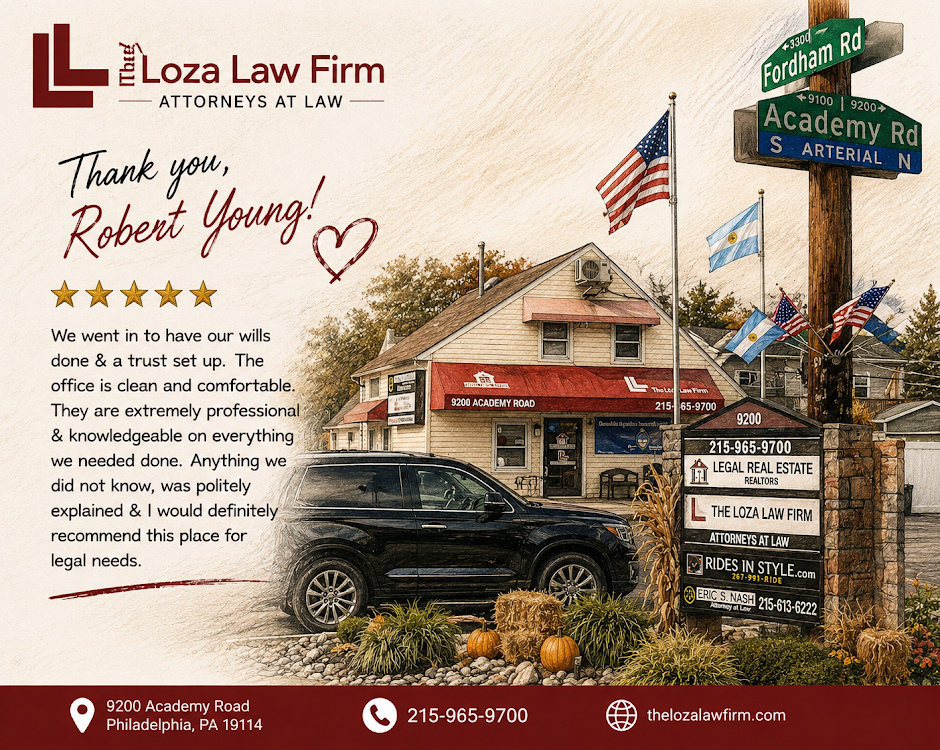 The Loza Law Firm
ATTORNEYS AT LAW
Thank you,
Robert Young!
We went in to have our wills
done & a trust set up. The
office is clean and comfortable.
They are extremely professional
& knowledgeable on everything
we needed done. Anything we
did not know, was politely
explained & I would definitely
recommend this place for
legal needs.
←3300
Fordham Rd
←9100 | 9200→
Academy Rd
S ARTERIAL N
9200 ACADEMY ROAD
The Loza Law Firm
215-965-9700
9200
215-965-9700
LEGAL REAL ESTATE
REALTORS
THE LOZA LAW FIRM
ATTORNEYS AT LAW
RIDES IN STYLE.com
267-991-RIDE
ERIC S. NASH
Attorney at Law
215-613-6222
9200 Academy Road
Philadelphia, PA 19114
215-965-9700
thelozalawfirm.com